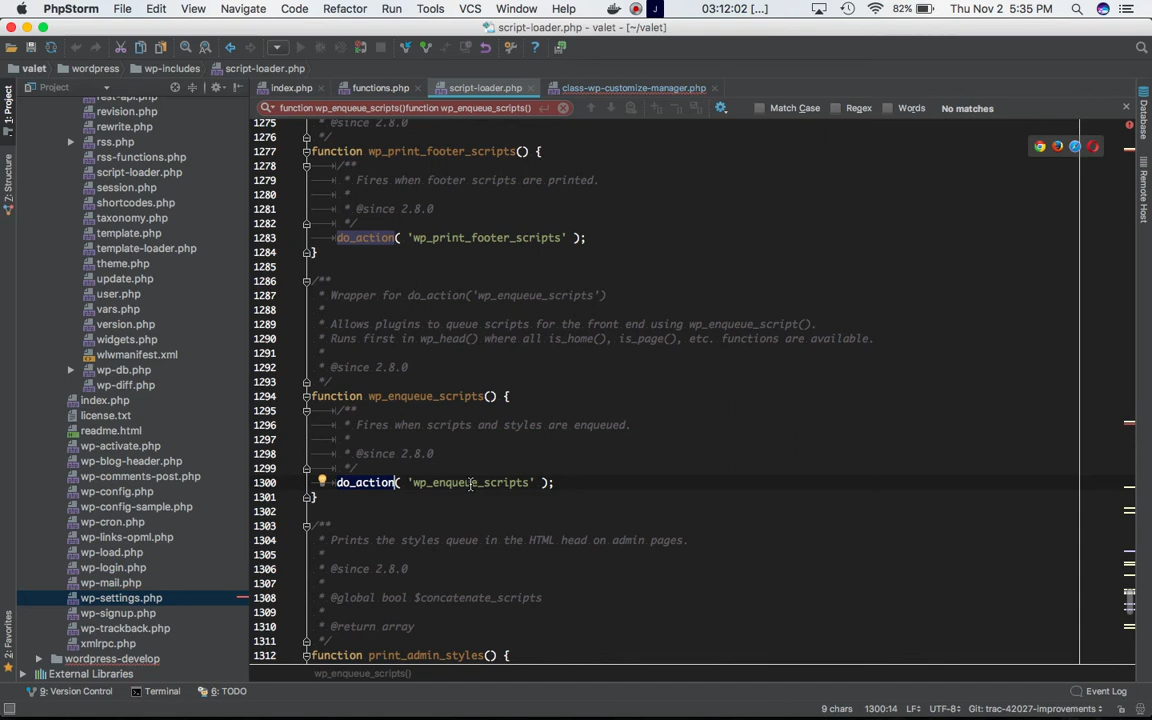 PhpStorm File Edit View Navigate Code Refactor Run Tools VCS Window Help 03:12:02 [...] 82% Thu Nov 2 5:35 PM
script-loader.php - valet - [~/valet]
valet wordpress wp-includes script-loader.php
Project index.php functions.php script-loader.php class-wp-customize-manager.php
function wp_enqueue_scripts()function wp_enqueue_scripts() Match Case Regex Words No matches
1: Project
7: Structure
2: Favorites
Database
Remote Host
rest-api.php
revision.php
rewrite.php
rss.php
rss-functions.php
script-loader.php
session.php
shortcodes.php
taxonomy.php
template.php
template-loader.php
theme.php
update.php
user.php
vars.php
version.php
widgets.php
wlwmanifest.xml
wp-db.php
wp-diff.php
index.php
license.txt
readme.html
wp-activate.php
wp-blog-header.php
wp-comments-post.php
wp-config.php
wp-config-sample.php
wp-cron.php
wp-links-opml.php
wp-load.php
wp-login.php
wp-mail.php
wp-settings.php
wp-signup.php
wp-trackback.php
xmlrpc.php
wordpress-develop
External Libraries
1275 * @since 2.8.0
1276 */
1277 function wp_print_footer_scripts() {
1278 /**
1279 * Fires when footer scripts are printed.
1280 *
1281 * @since 2.8.0
1282 */
1283 do_action( 'wp_print_footer_scripts' );
1284 }
1285
1286 /**
1287 * Wrapper for do_action('wp_enqueue_scripts')
1288 *
1289 * Allows plugins to queue scripts for the front end using wp_enqueue_script().
1290 * Runs first in wp_head() where all is_home(), is_page(), etc. functions are available.
1291 *
1292 * @since 2.8.0
1293 */
1294 function wp_enqueue_scripts() {
1295 /**
1296 * Fires when scripts and styles are enqueued.
1297 *
1298 * @since 2.8.0
1299 */
1300 do_action( 'wp_enqueue_scripts' );
1301 }
1302
1303 /**
1304 * Prints the styles queue in the HTML head on admin pages.
1305 *
1306 * @since 2.8.0
1307 *
1308 * @global bool $concatenate_scripts
1309 *
1310 * @return array
1311 */
1312 function print_admin_styles() {
wp_enqueue_scripts()
9: Version Control Terminal 6: TODO Event Log
9 chars 1300:14 LF÷ UTF-8÷ Git: trac-42027-improvements÷